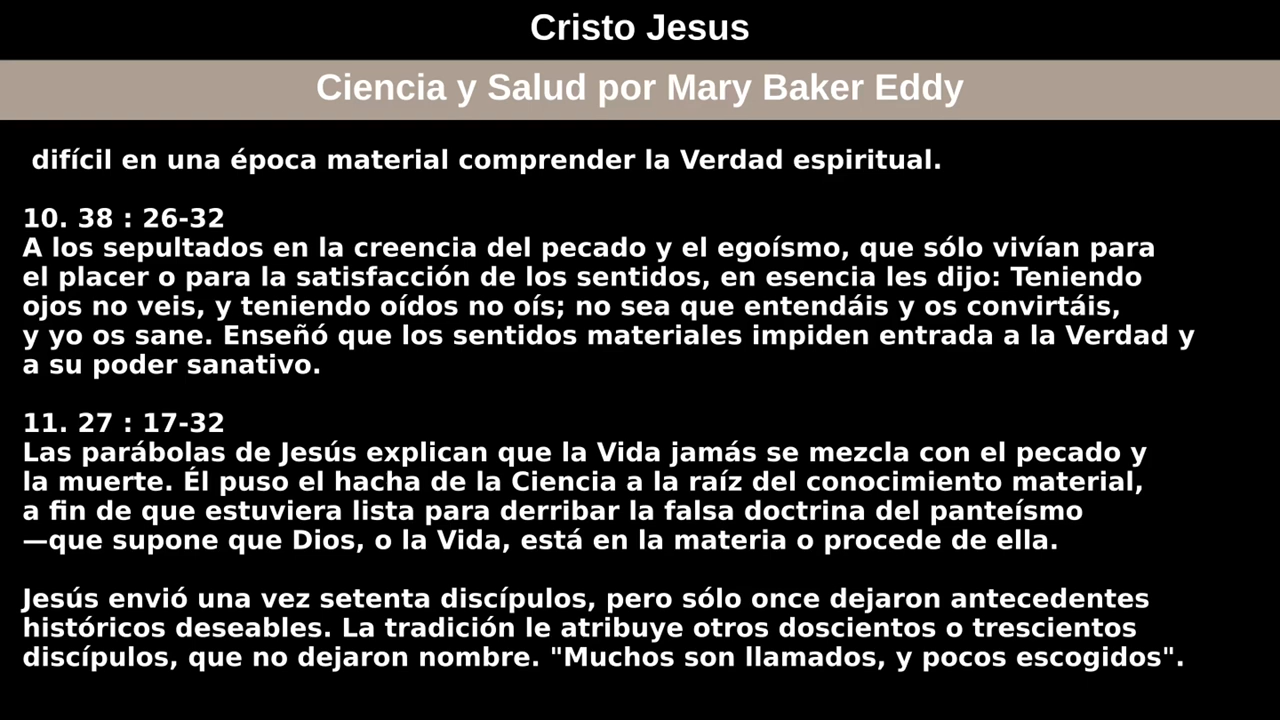 Cristo Jesus
Ciencia y Salud por Mary Baker Eddy
difícil en una época material comprender la Verdad espiritual.
10. 38 : 26-32
A los sepultados en la creencia del pecado y el egoísmo, que sólo vivían para
el placer o para la satisfacción de los sentidos, en esencia les dijo: Teniendo
ojos no veis, y teniendo oídos no oís; no sea que entendáis y os convirtáis,
y yo os sane. Enseñó que los sentidos materiales impiden entrada a la Verdad y
a su poder sanativo.
11. 27 : 17-32
Las parábolas de Jesús explican que la Vida jamás se mezcla con el pecado y
la muerte. Él puso el hacha de la Ciencia a la raíz del conocimiento material,
a fin de que estuviera lista para derribar la falsa doctrina del panteísmo
—que supone que Dios, o la Vida, está en la materia o procede de ella.
Jesús envió una vez setenta discípulos, pero sólo once dejaron antecedentes
históricos deseables. La tradición le atribuye otros doscientos o trescientos
discípulos, que no dejaron nombre. "Muchos son llamados, y pocos escogidos".